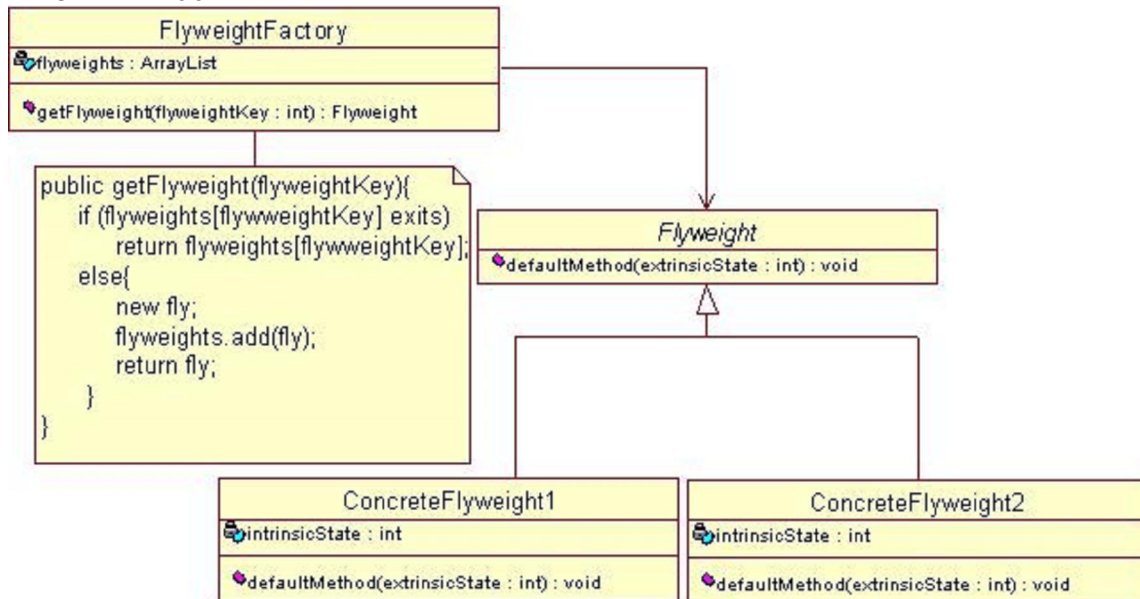 FlyweightFactory
flyweights : ArrayList
getFlyweight(flyweightKey : int) : Flyweight
public getFlyweight(flyweightKey){
if (flyweights[flywweightKey] exits)
return flyweights[flywweightKey];
else{
new fly;
flyweights.add(fly);
return fly;
}
}
Flyweight
defaultMethod(extrinsicState : int) : void
ConcreteFlyweight1
intrinsicState : int
defaultMethod(extrinsicState : int) : void
ConcreteFlyweight2
intrinsicState : int
defaultMethod(extrinsicState : int) : void